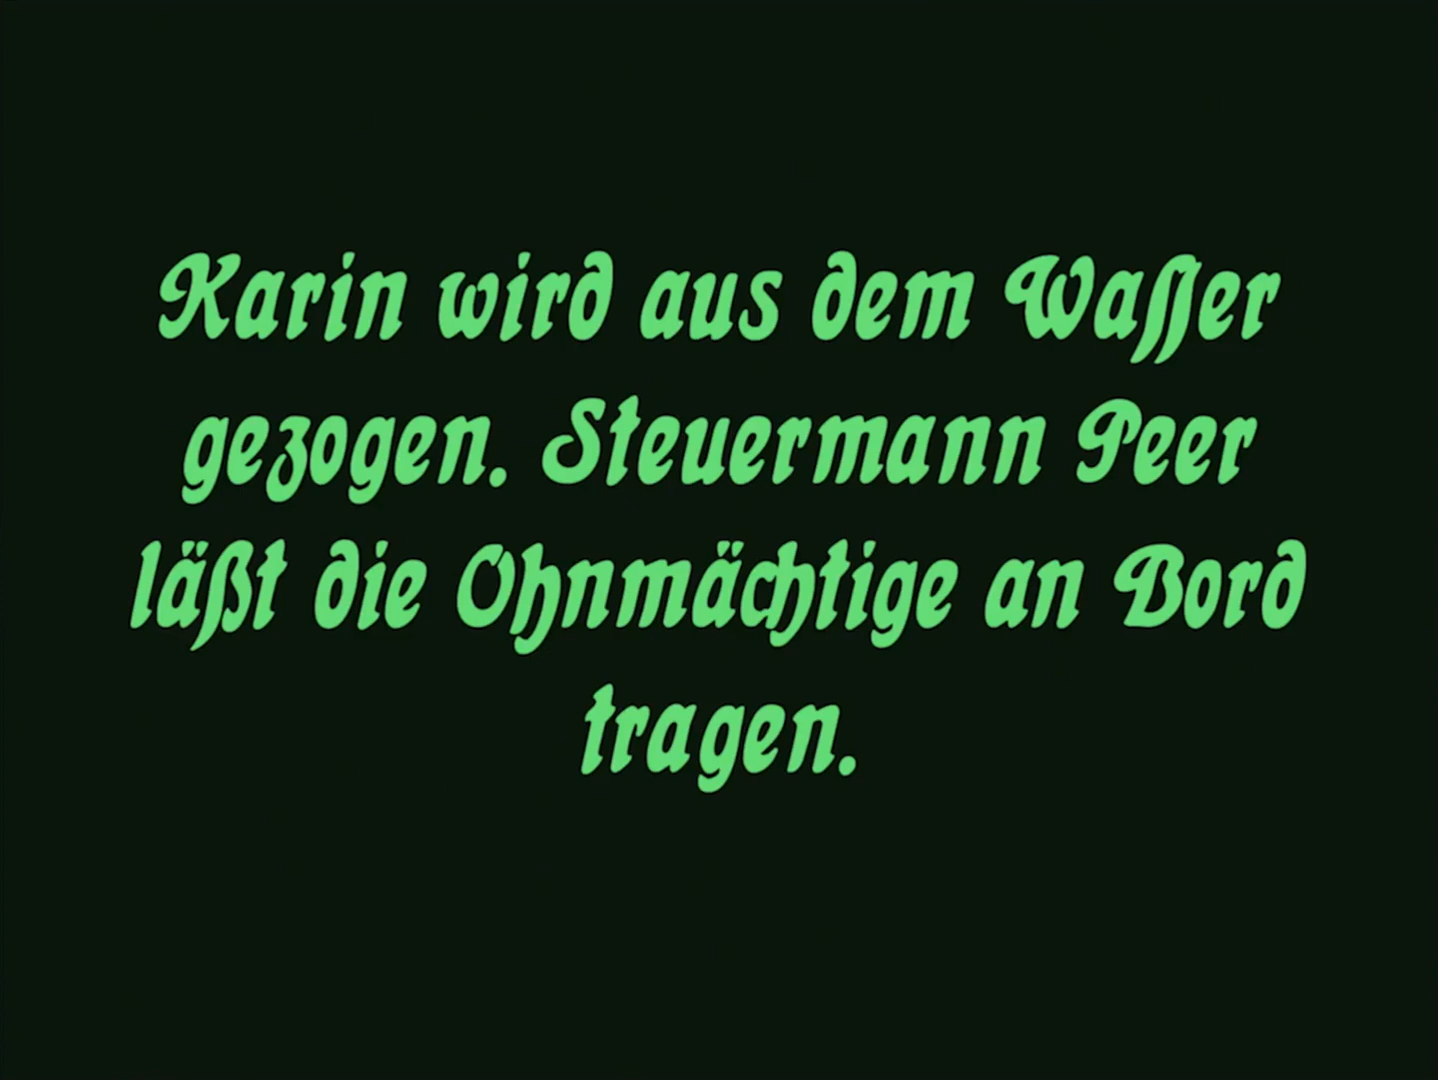 Karin wird aus dem Waſſer
gezogen. Steuermann Peer
läßt die Ohnmächtige an Bord
tragen.